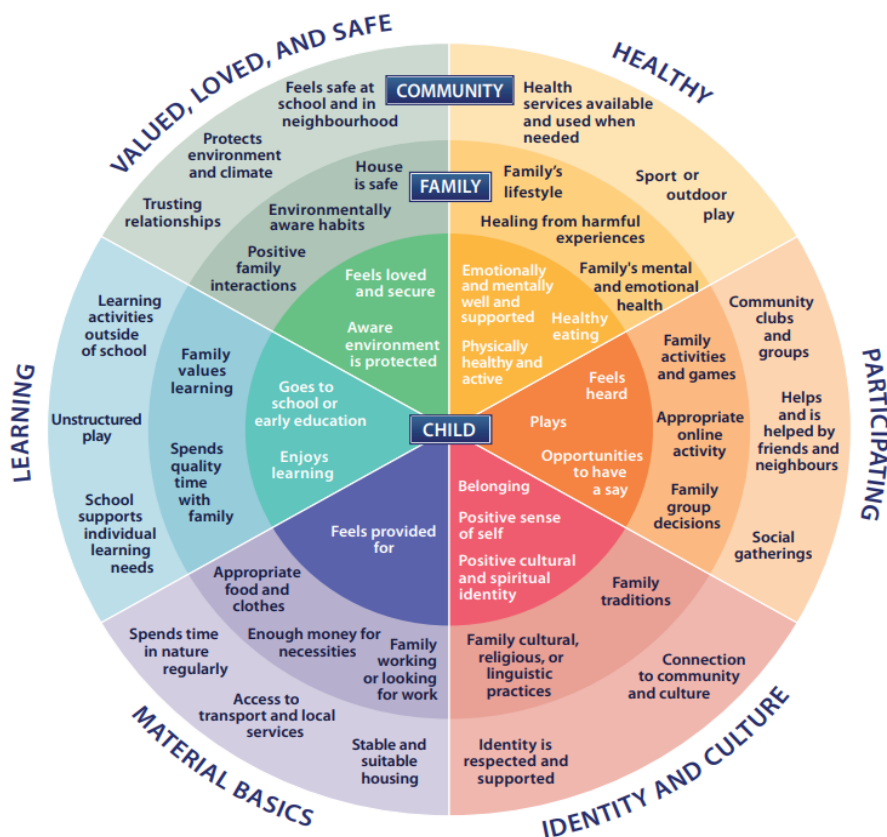 VALUED, LOVED, AND SAFE
HEALTHY
PARTICIPATING
IDENTITY AND CULTURE
MATERIAL BASICS
LEARNING
COMMUNITY
FAMILY
CHILD
Feels safe at
school and in
neighbourhood
Protects
environment
and climate
Trusting
relationships
House
is safe
Environmentally
aware habits
Positive
family
interactions
Feels loved
and secure
Aware
environment
is protected
Health
services available
and used when
needed
Sport or
outdoor
play
Family's
lifestyle
Healing from harmful
experiences
Family's mental
and emotional
health
Emotionally
and mentally
well and
supported
Healthy
eating
Physically
healthy and
active
Community
clubs
and
groups
Helps
and is
helped by
friends and
neighbours
Social
gatherings
Family
activities
and games
Appropriate
online
activity
Family
group
decisions
Feels
heard
Plays
Opportunities
to have
a say
Belonging
Positive sense
of self
Positive cultural
and spiritual
identity
Family
traditions
Family cultural,
religious, or
linguistic
practices
Connection
to community
and culture
Identity is
respected and
supported
Feels provided
for
Appropriate
food and
clothes
Enough money for
necessities
Family
working
or looking
for work
Spends time
in nature
regularly
Access to
transport and local
services
Stable and
suitable
housing
Learning
activities
outside
of school
Unstructured
play
School
supports
individual
learning
needs
Family
values
learning
Spends
quality
time
with
family
Goes to
school or
early education
Enjoys
learning